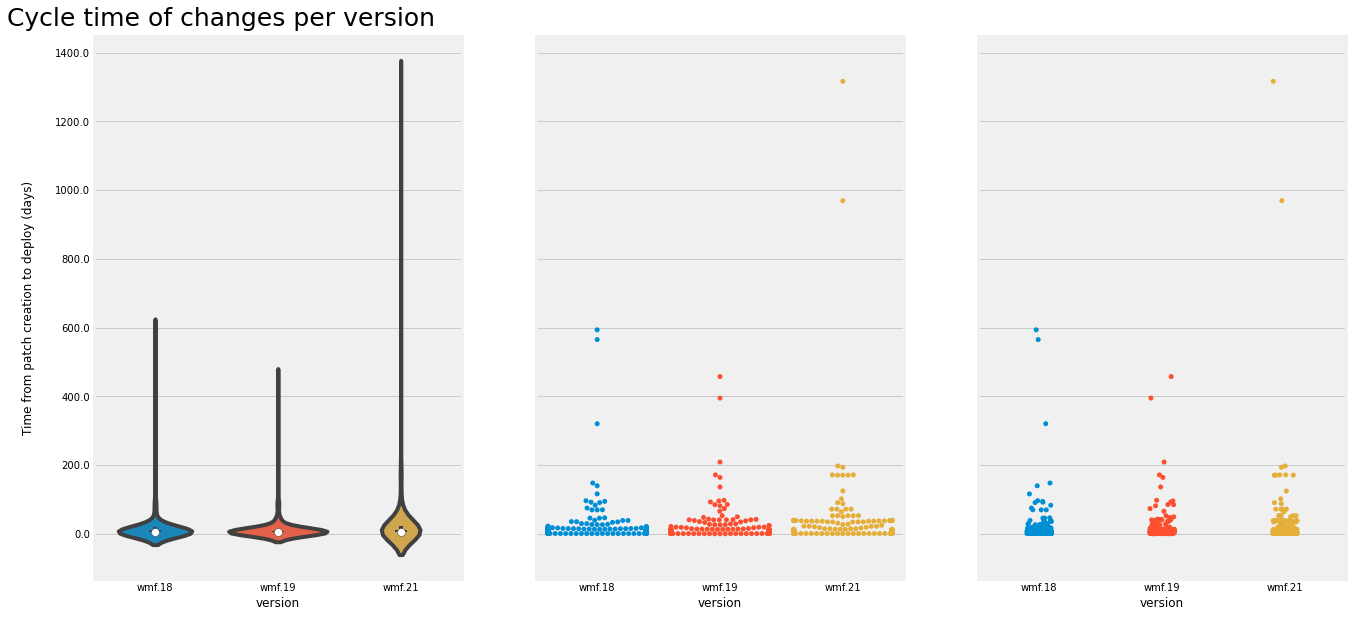 Cycle time of changes per version
Time from patch creation to deploy (days)
1400.0
1200.0
1000.0
800.0
600.0
400.0
200.0
0.0
wmf.18 wmf.19 wmf.21
version
wmf.18 wmf.19 wmf.21
version
wmf.18 wmf.19 wmf.21
version